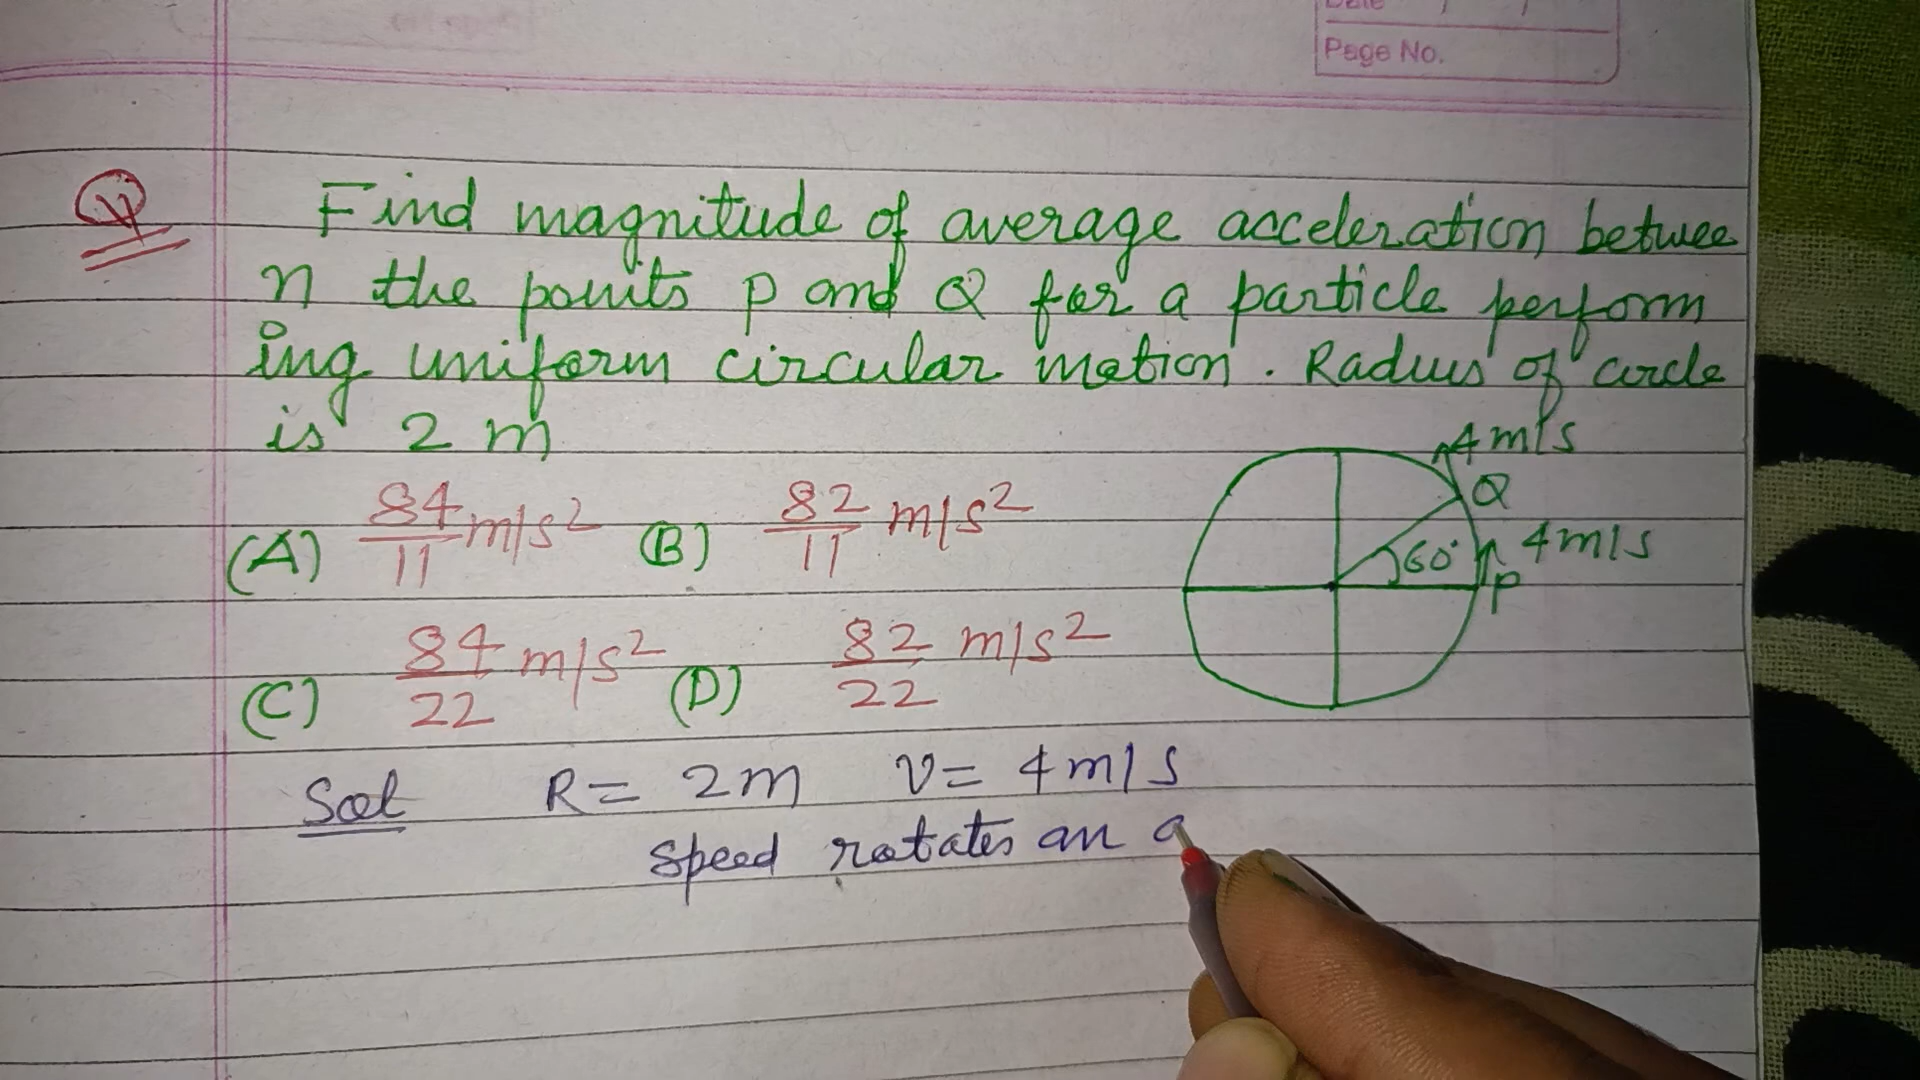 Date / /
Page No.
Q
Find magnitude of average acceleration betwee
n the points P and Q for a particle perform
ing uniform circular motion. Radius of circle
is 2 m
4 m/s
Q
60° 4 m/s
P
(A) 84/11 m/s² (B) 82/11 m/s²
(C) 84/22 m/s² (D) 82/22 m/s²
Sol R = 2m V = 4 m/s
speed rotates an a